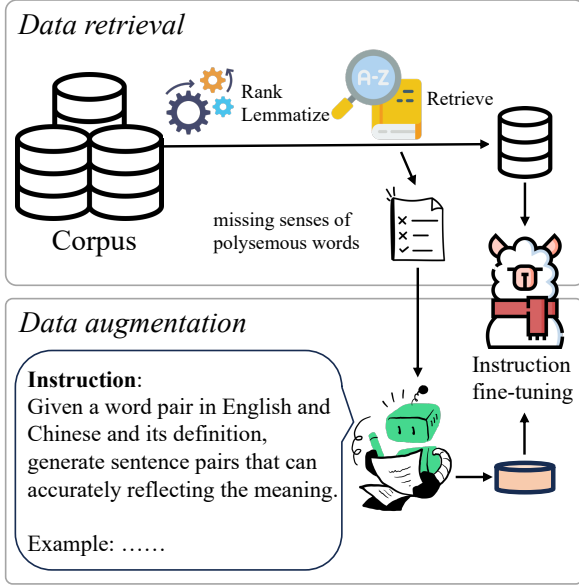 Data retrieval
Rank
Lemmatize
A-Z
Retrieve
Corpus
missing senses of
polysemous words
Data augmentation
Instruction
fine-tuning
Instruction:
Given a word pair in English and
Chinese and its definition,
generate sentence pairs that can
accurately reflecting the meaning.
Example: ......